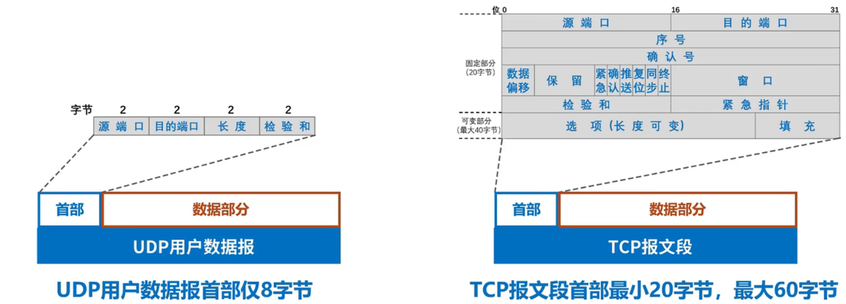 字节 2 2 2 2
源 端 口 目的端口 长 度 检 验 和
首部 数据部分
UDP用户数据报
UDP用户数据报首部仅8字节
位 0 16 31
源 端 口 目 的 端 口
序 号
确 认 号
固定部分
(20字节)
数据
偏移
保 留
紧急 确认 推送 复位 同步 终止
窗 口
检 验 和 紧 急 指 针
可变部分
(最大40字节)
选 项 (长 度 可 变) 填 充
首部 数据部分
TCP报文段
TCP报文段首部最小20字节，最大60字节